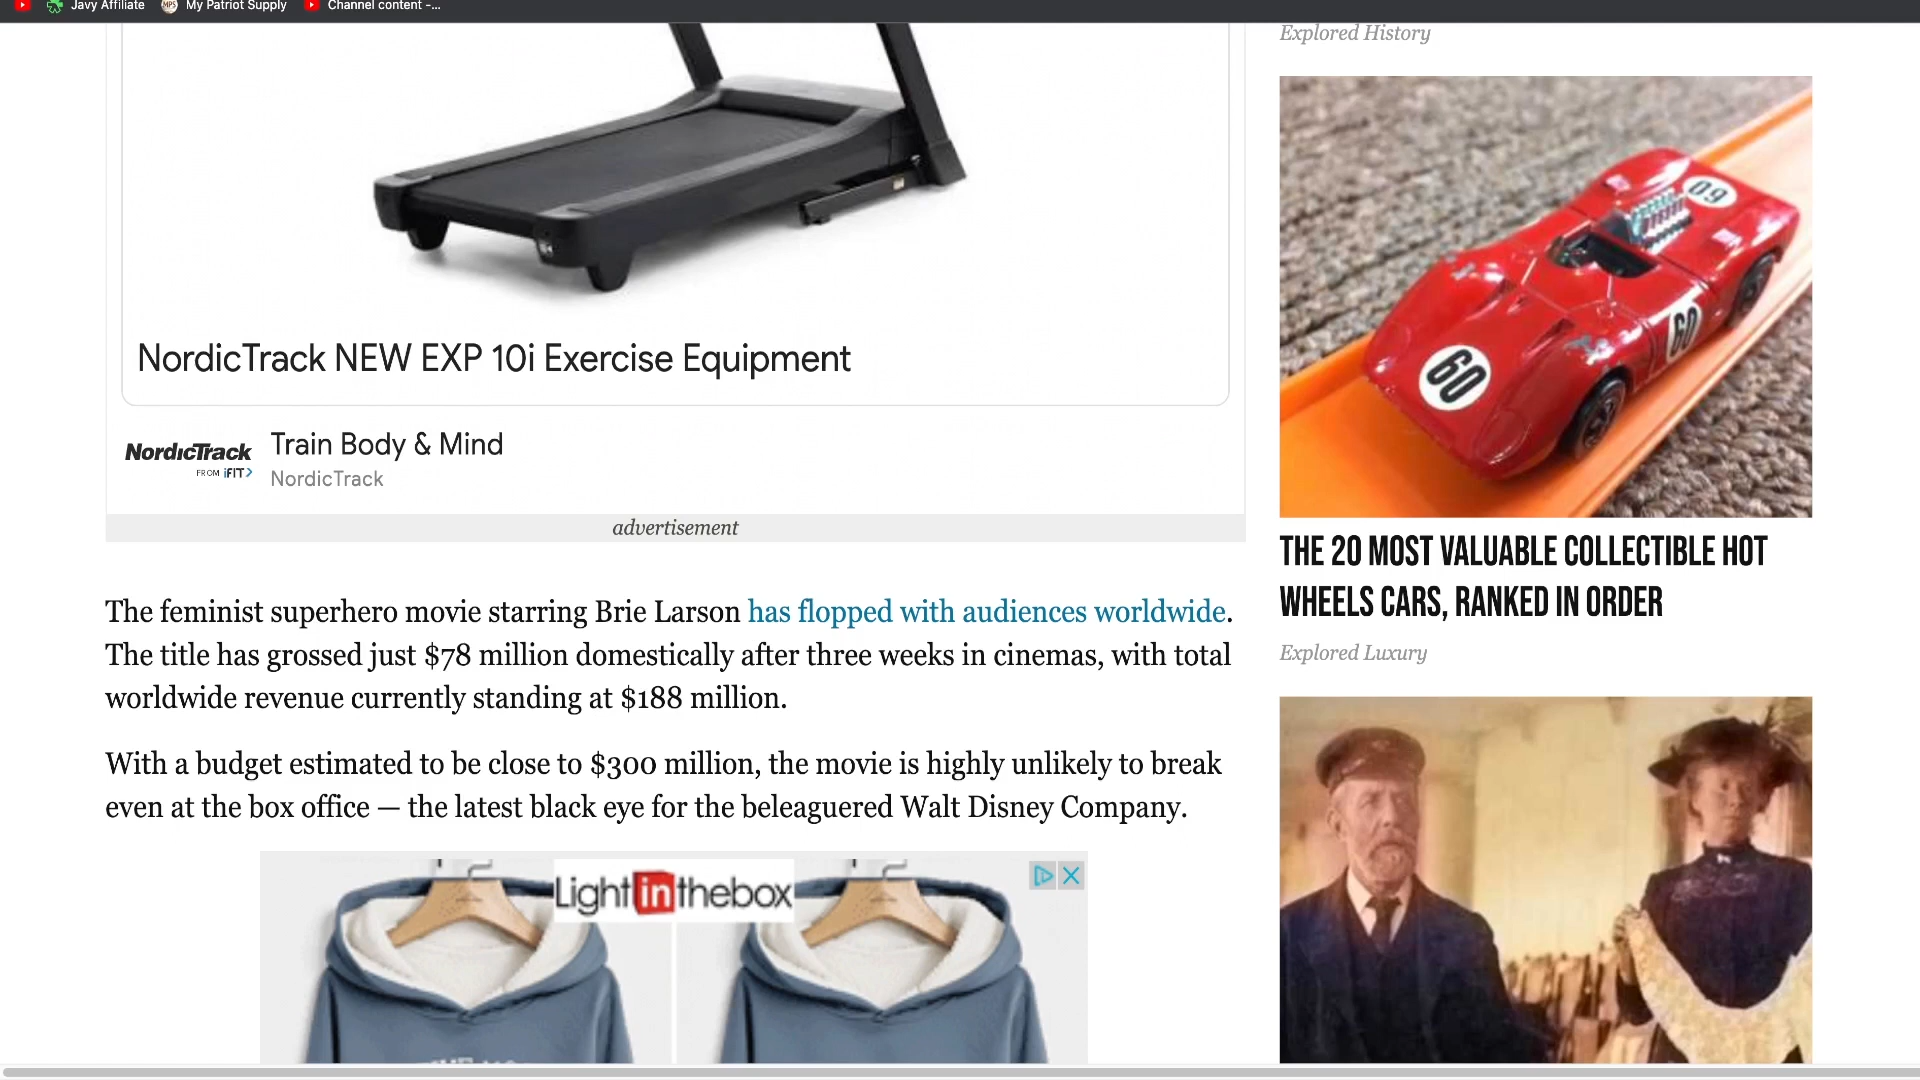 Javy Affiliate
My Patriot Supply
Channel content -...
NordicTrack NEW EXP 10i Exercise Equipment
NordicTrack
FROM iFIT
Train Body & Mind
NordicTrack
advertisement
The feminist superhero movie starring Brie Larson has flopped with audiences worldwide.
The title has grossed just $78 million domestically after three weeks in cinemas, with total
worldwide revenue currently standing at $188 million.
With a budget estimated to be close to $300 million, the movie is highly unlikely to break
even at the box office — the latest black eye for the beleaguered Walt Disney Company.
Lightinthebox
Explored History
60
60
60
THE 20 MOST VALUABLE COLLECTIBLE HOT
WHEELS CARS, RANKED IN ORDER
Explored Luxury